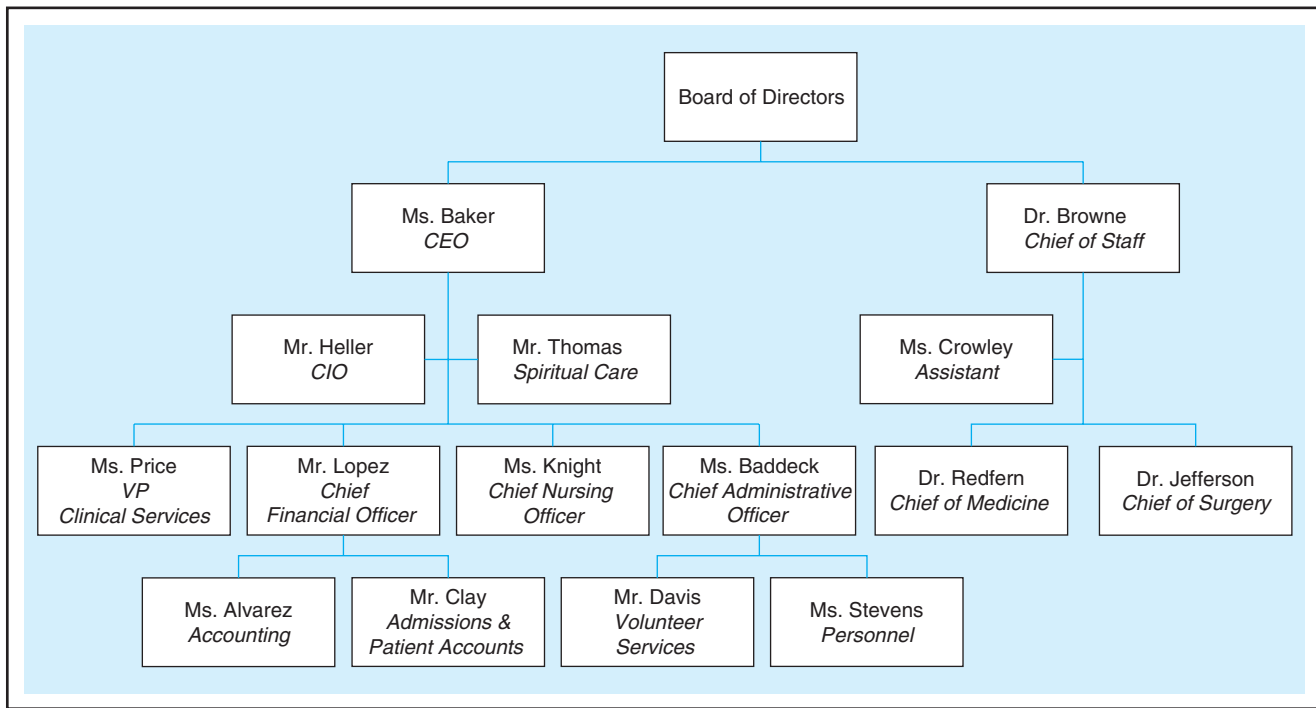 Board of Directors
Ms. Baker
CEO
Dr. Browne
Chief of Staff
Mr. Heller
CIO
Mr. Thomas
Spiritual Care
Ms. Crowley
Assistant
Ms. Price
VP
Clinical Services
Mr. Lopez
Chief
Financial Officer
Ms. Knight
Chief Nursing
Officer
Ms. Baddeck
Chief Administrative
Officer
Dr. Redfern
Chief of Medicine
Dr. Jefferson
Chief of Surgery
Ms. Alvarez
Accounting
Mr. Clay
Admissions &
Patient Accounts
Mr. Davis
Volunteer
Services
Ms. Stevens
Personnel